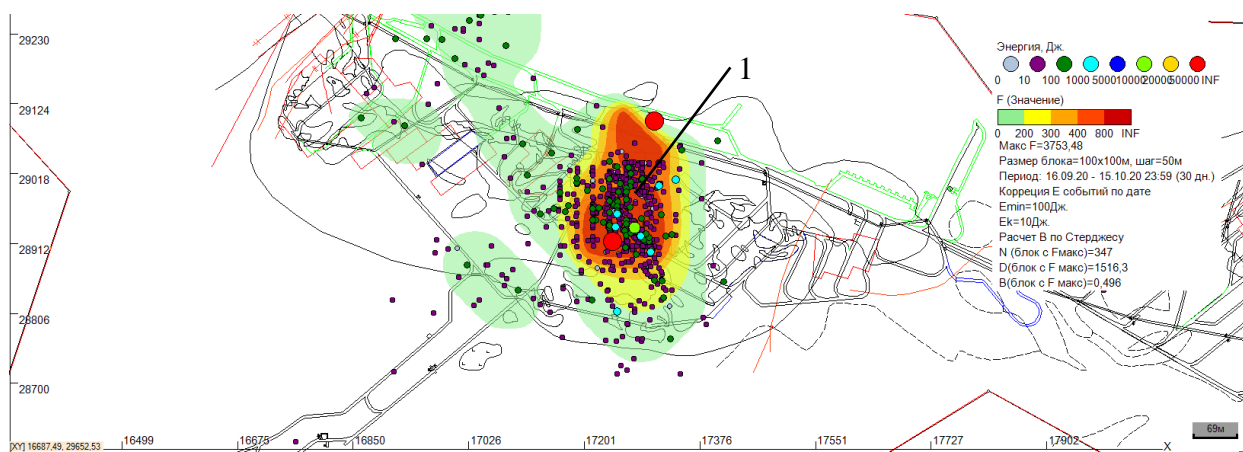 29230
29124
29018
28912
28806
28700
1
Энергия, Дж.
0 10 100 1000 5000 10000 20000 50000 INF
F (Значение)
0 200 300 400 800 INF
Макс F=3753,48
Размер блока=100x100м, шаг=50м
Период: 16.09.20 - 15.10.20 23:59 (30 дн.)
Корреция E событий по дате
Emin=100Дж.
Ek=10Дж.
Расчет B по Стерджесу
N (блок с Fмакс)=347
D(блок с F макс)=1516,3
B(блок с F макс)=0,496
69м
[XY] 16687,49, 29652,53
16499 16675 16850 17026 17201 17376 17551 17727 17902 X